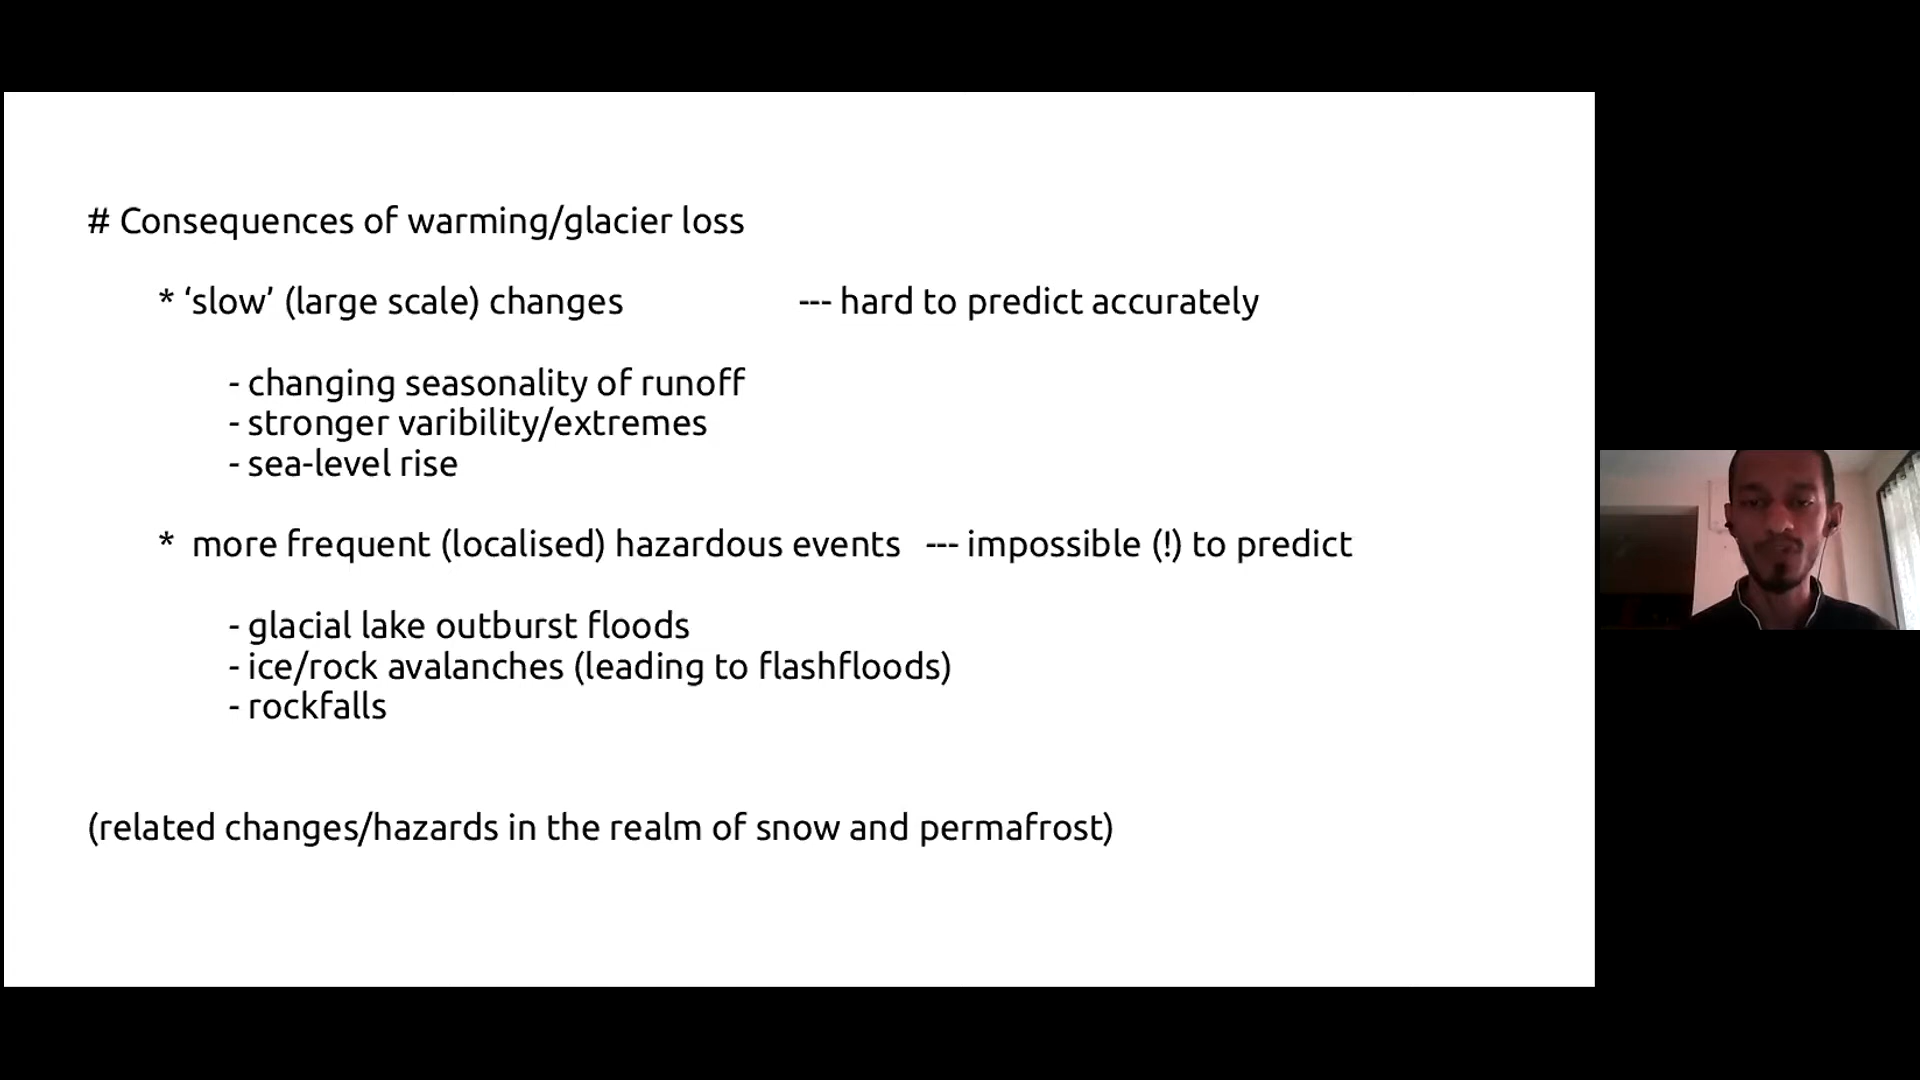 # Consequences of warming/glacier loss
* ‘slow’ (large scale) changes --- hard to predict accurately
- changing seasonality of runoff
- stronger varibility/extremes
- sea-level rise
* more frequent (localised) hazardous events --- impossible (!) to predict
- glacial lake outburst floods
- ice/rock avalanches (leading to flashfloods)
- rockfalls
(related changes/hazards in the realm of snow and permafrost)